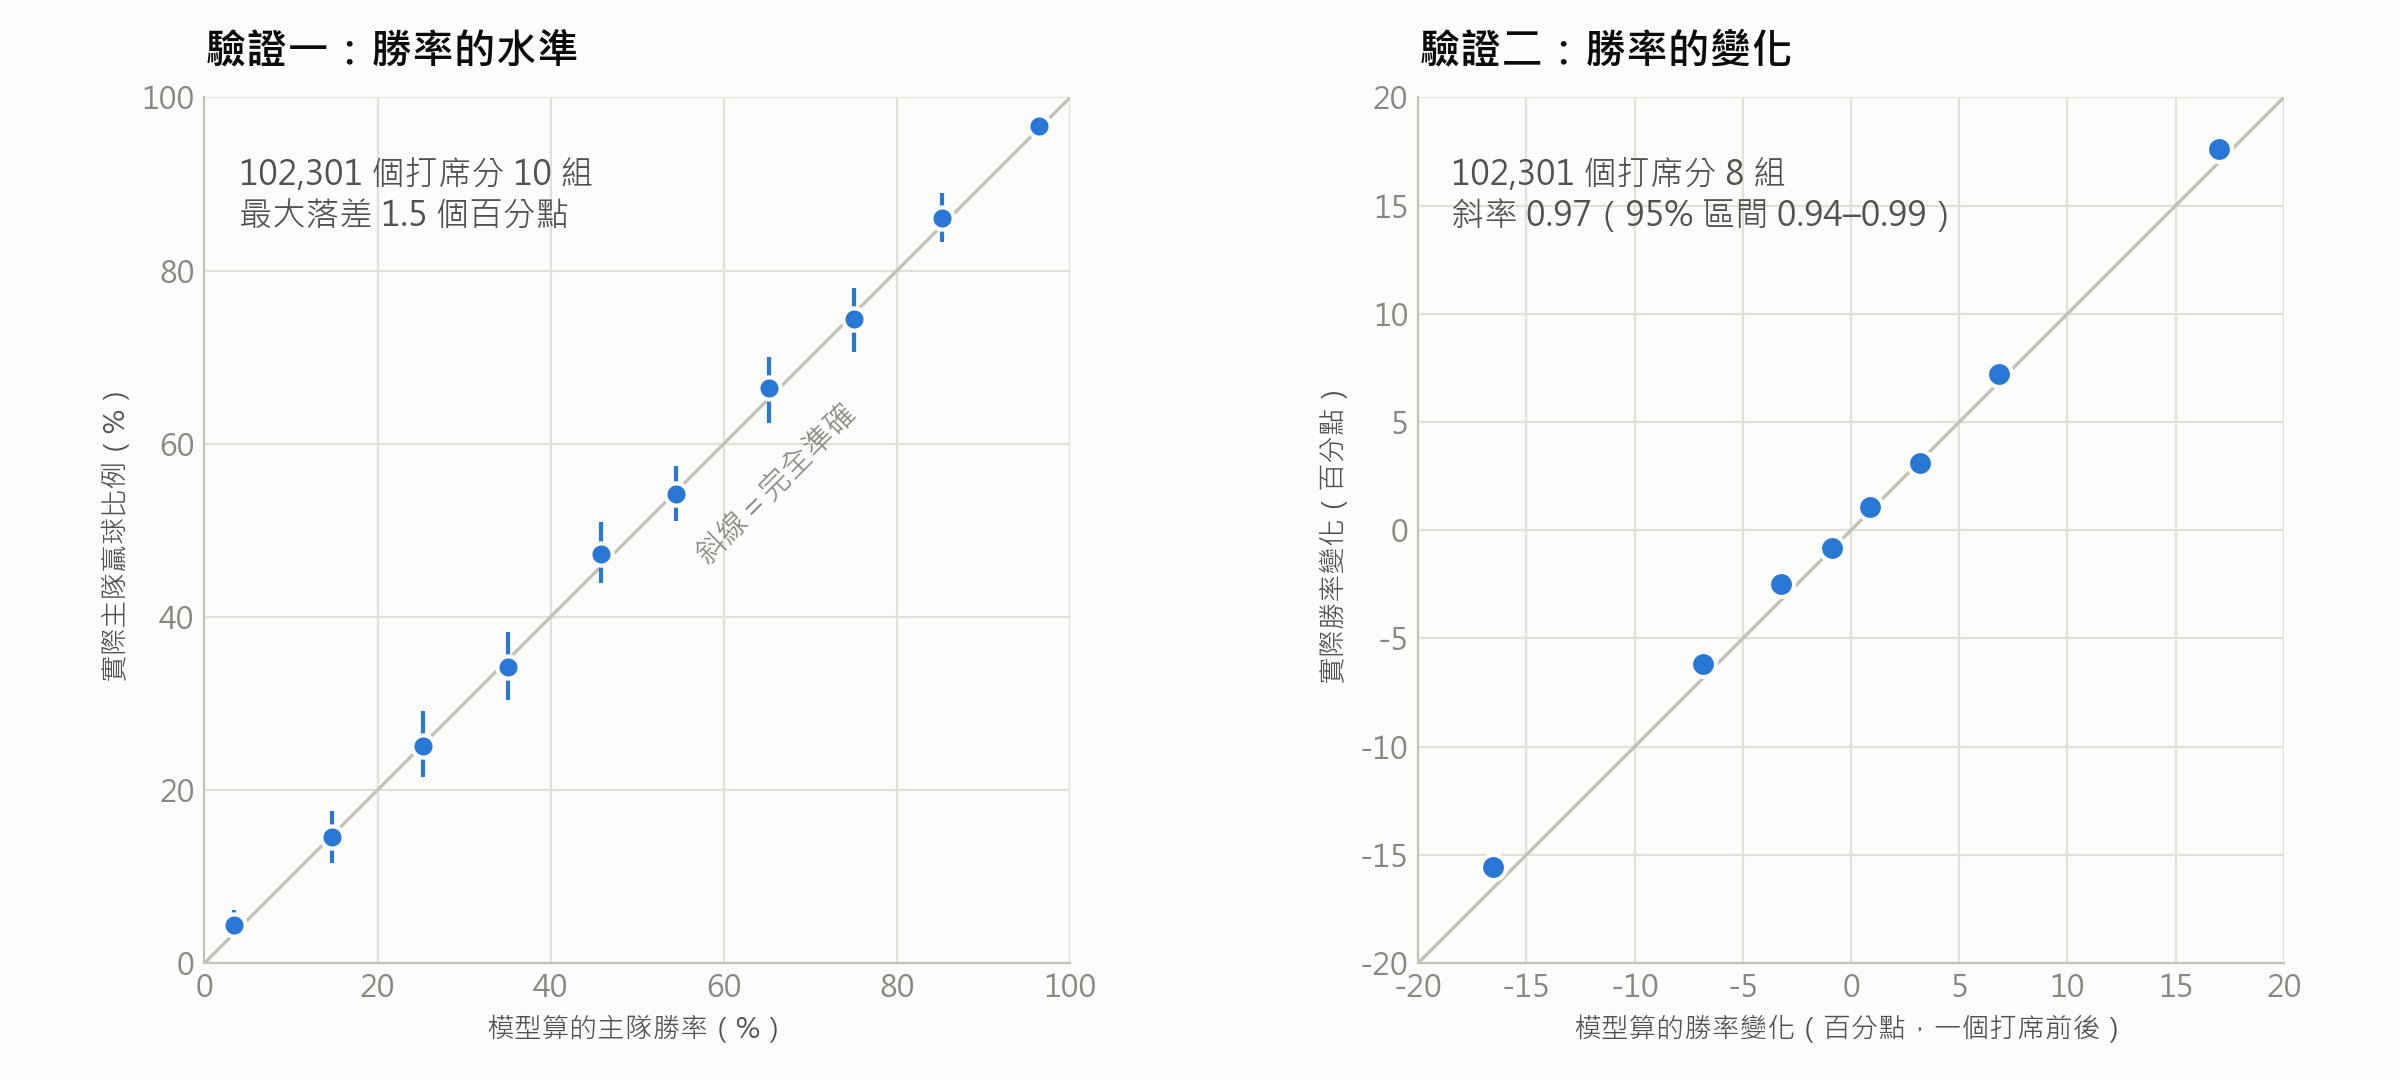 驗證一：勝率的水準
102,301 個打席分 10 組
最大落差 1.5 個百分點
斜線 = 完全準確
實際主隊贏球比例（%）
100
80
60
40
20
0
0 20 40 60 80 100
模型算的主隊勝率（%）
驗證二：勝率的變化
102,301 個打席分 8 組
斜率 0.97（95% 區間 0.94–0.99）
實際勝率變化（百分點）
20
15
10
5
0
-5
-10
-15
-20
-20 -15 -10 -5 0 5 10 15 20
模型算的勝率變化（百分點，一個打席前後）